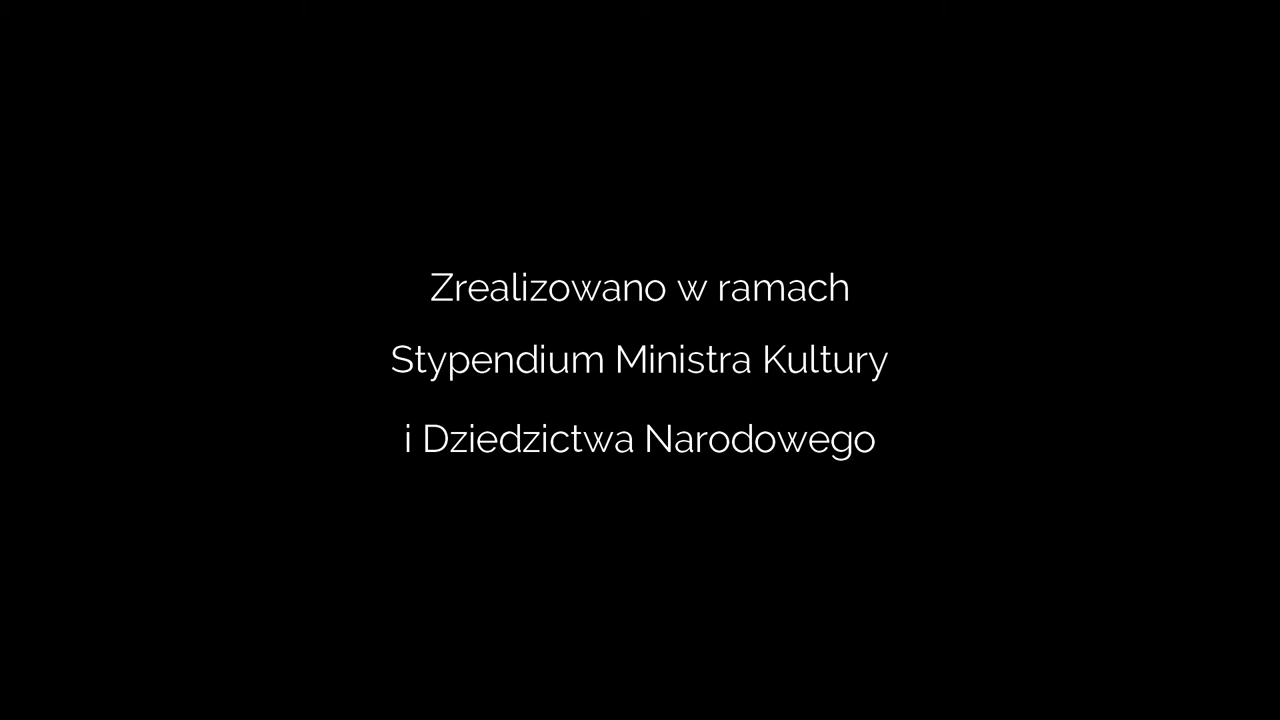 Zrealizowano w ramach
Stypendium Ministra Kultury
i Dziedzictwa Narodowego